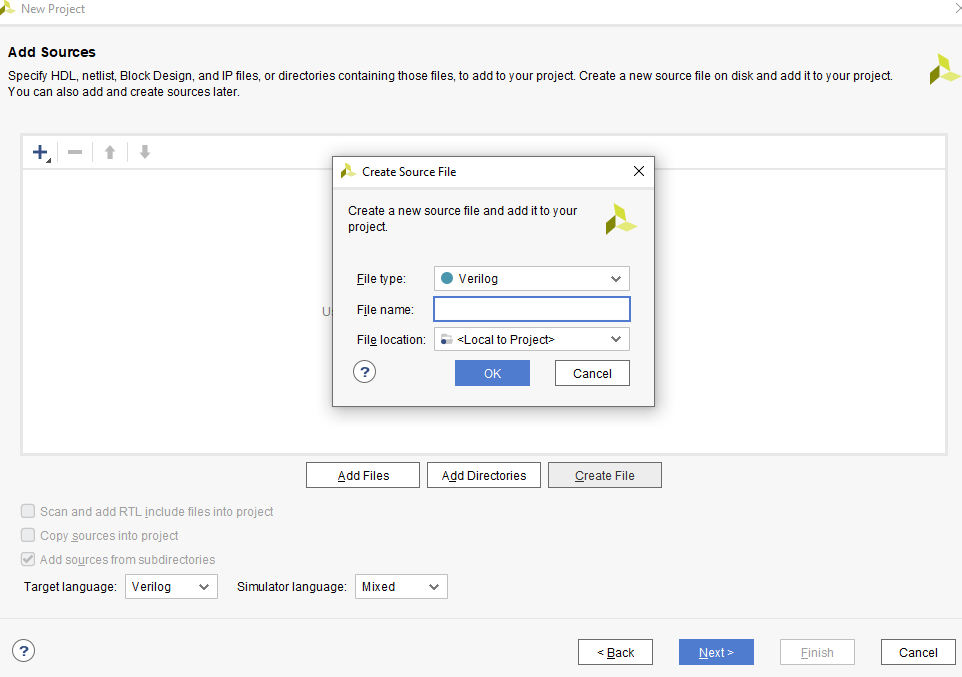 New Project
Add Sources
Specify HDL, netlist, Block Design, and IP files, or directories containing those files, to add to your project. Create a new source file on disk and add it to your project.
You can also add and create sources later.
Create Source File
Create a new source file and add it to your
project.
File type: Verilog
File name:
File location: <Local to Project>
? OK Cancel
Add Files Add Directories Create File
Scan and add RTL include files into project
Copy sources into project
Add sources from subdirectories
Target language: Verilog Simulator language: Mixed
? < Back Next > Finish Cancel